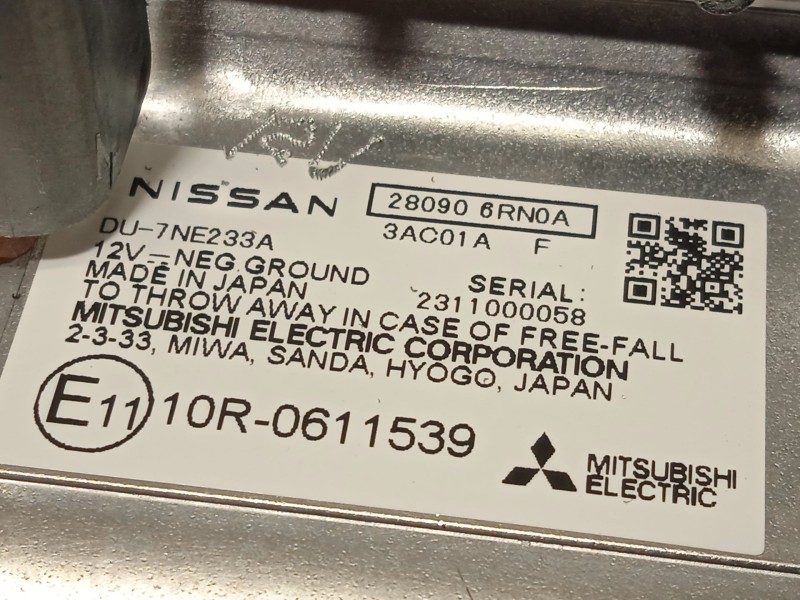 NISSAN 28090 6RN0A
DU-7NE233A 3AC01A F
12V⎓NEG.GROUND SERIAL:
MADE IN JAPAN 2311000058
TO THROW AWAY IN CASE OF FREE-FALL
MITSUBISHI ELECTRIC CORPORATION
2-3-33, MIWA, SANDA, HYOGO, JAPAN
E11 10R-0611539
MITSUBISHI
ELECTRIC